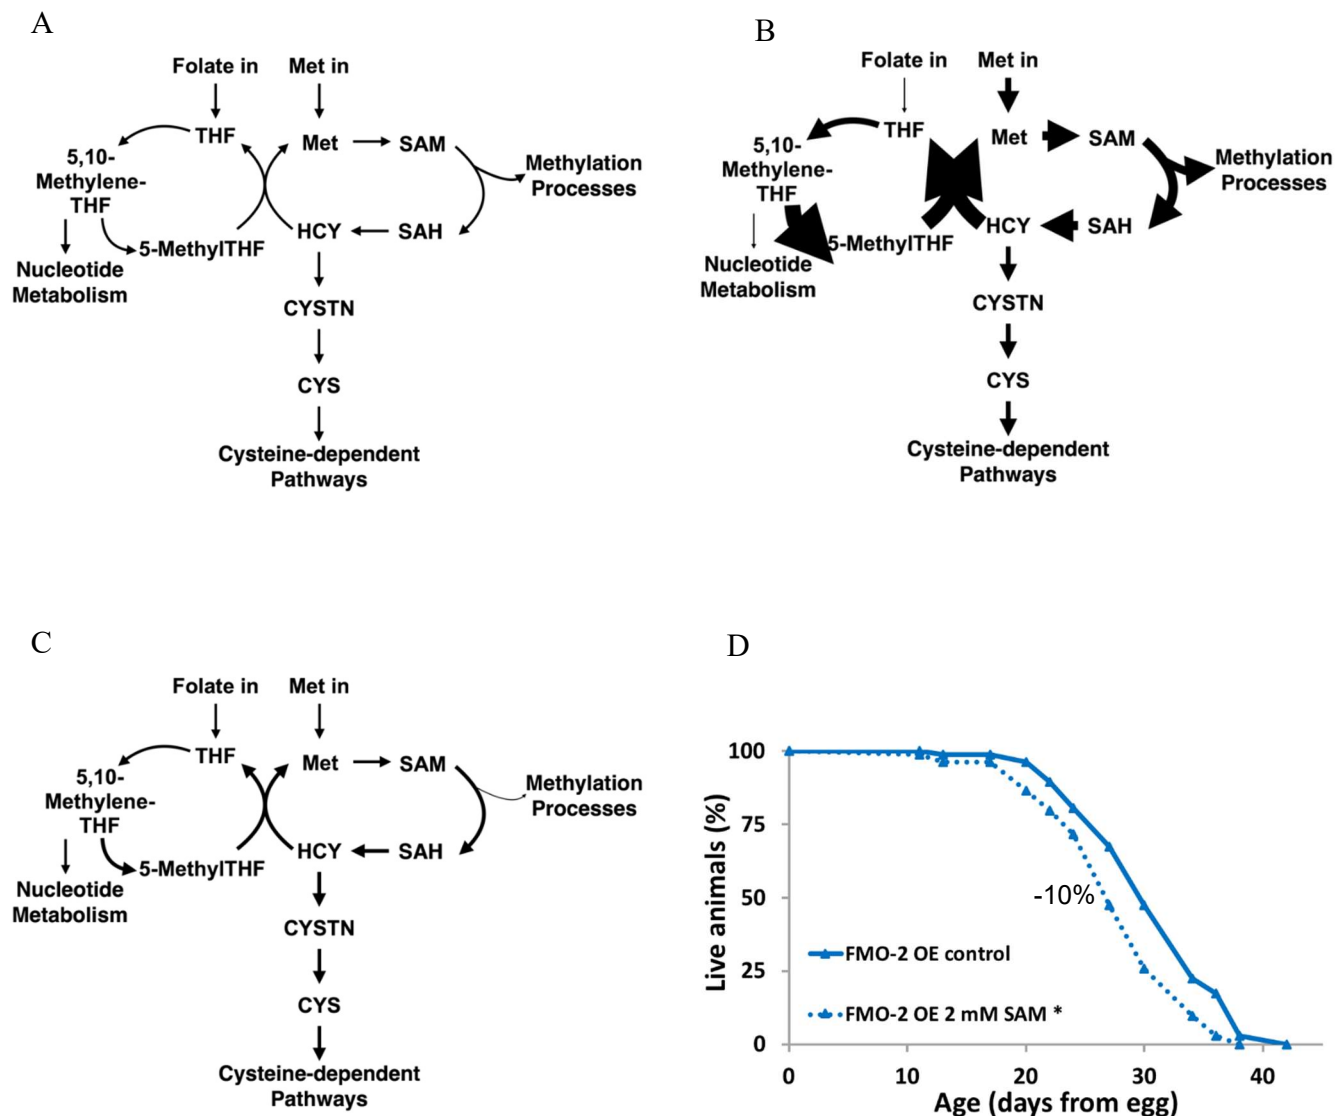 A
Folate in
Met in
THF
Met
SAM
5,10-
Methylene-
THF
Methylation
Processes
5-MethylTHF
HCY
SAH
Nucleotide
Metabolism
CYSTN
CYS
Cysteine-dependent
Pathways
B
Folate in
Met in
THF
Met
SAM
5,10-
Methylene-
THF
Methylation
Processes
5-MethylTHF
HCY
SAH
Nucleotide
Metabolism
CYSTN
CYS
Cysteine-dependent
Pathways
C
Folate in
Met in
THF
Met
SAM
5,10-
Methylene-
THF
Methylation
Processes
5-MethylTHF
HCY
SAH
Nucleotide
Metabolism
CYSTN
CYS
Cysteine-dependent
Pathways
D
Live animals (%)
100
75
50
25
0
-10%
FMO-2 OE control
FMO-2 OE 2 mM SAM *
0
10
20
30
40
Age (days from egg)